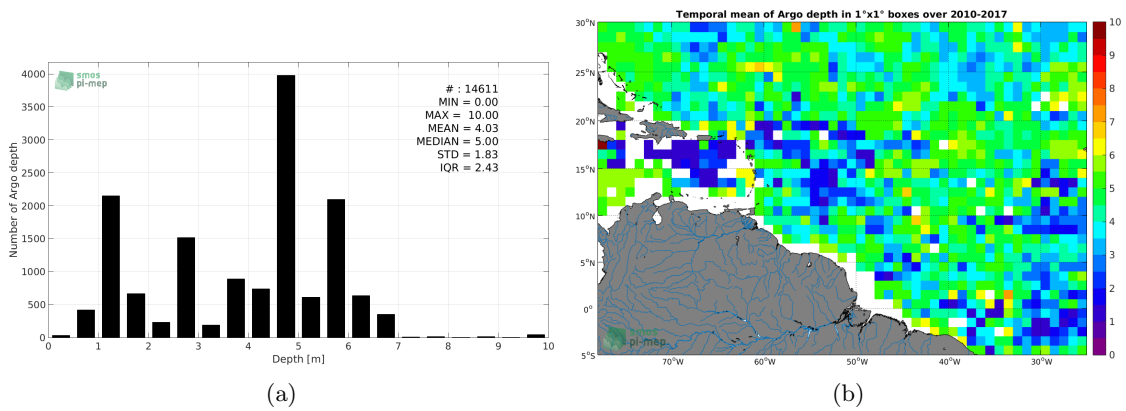 Temporal mean of Argo depth in 1°x1° boxes over 2010-2017
smos
pi-mep
# : 14611
MIN = 0.00
MAX = 10.00
MEAN = 4.03
MEDIAN = 5.00
STD = 1.83
IQR = 2.43
Number of Argo depth
4000
3500
3000
2500
2000
1500
1000
500
0
0 1 2 3 4 5 6 7 8 9 10
Depth [m]
(a)
30°N
25°N
20°N
15°N
10°N
5°N
0°
5°S
70°W 60°W 50°W 40°W 30°W
smos
pi-mep
10
9
8
7
6
5
4
3
2
1
0
(b)